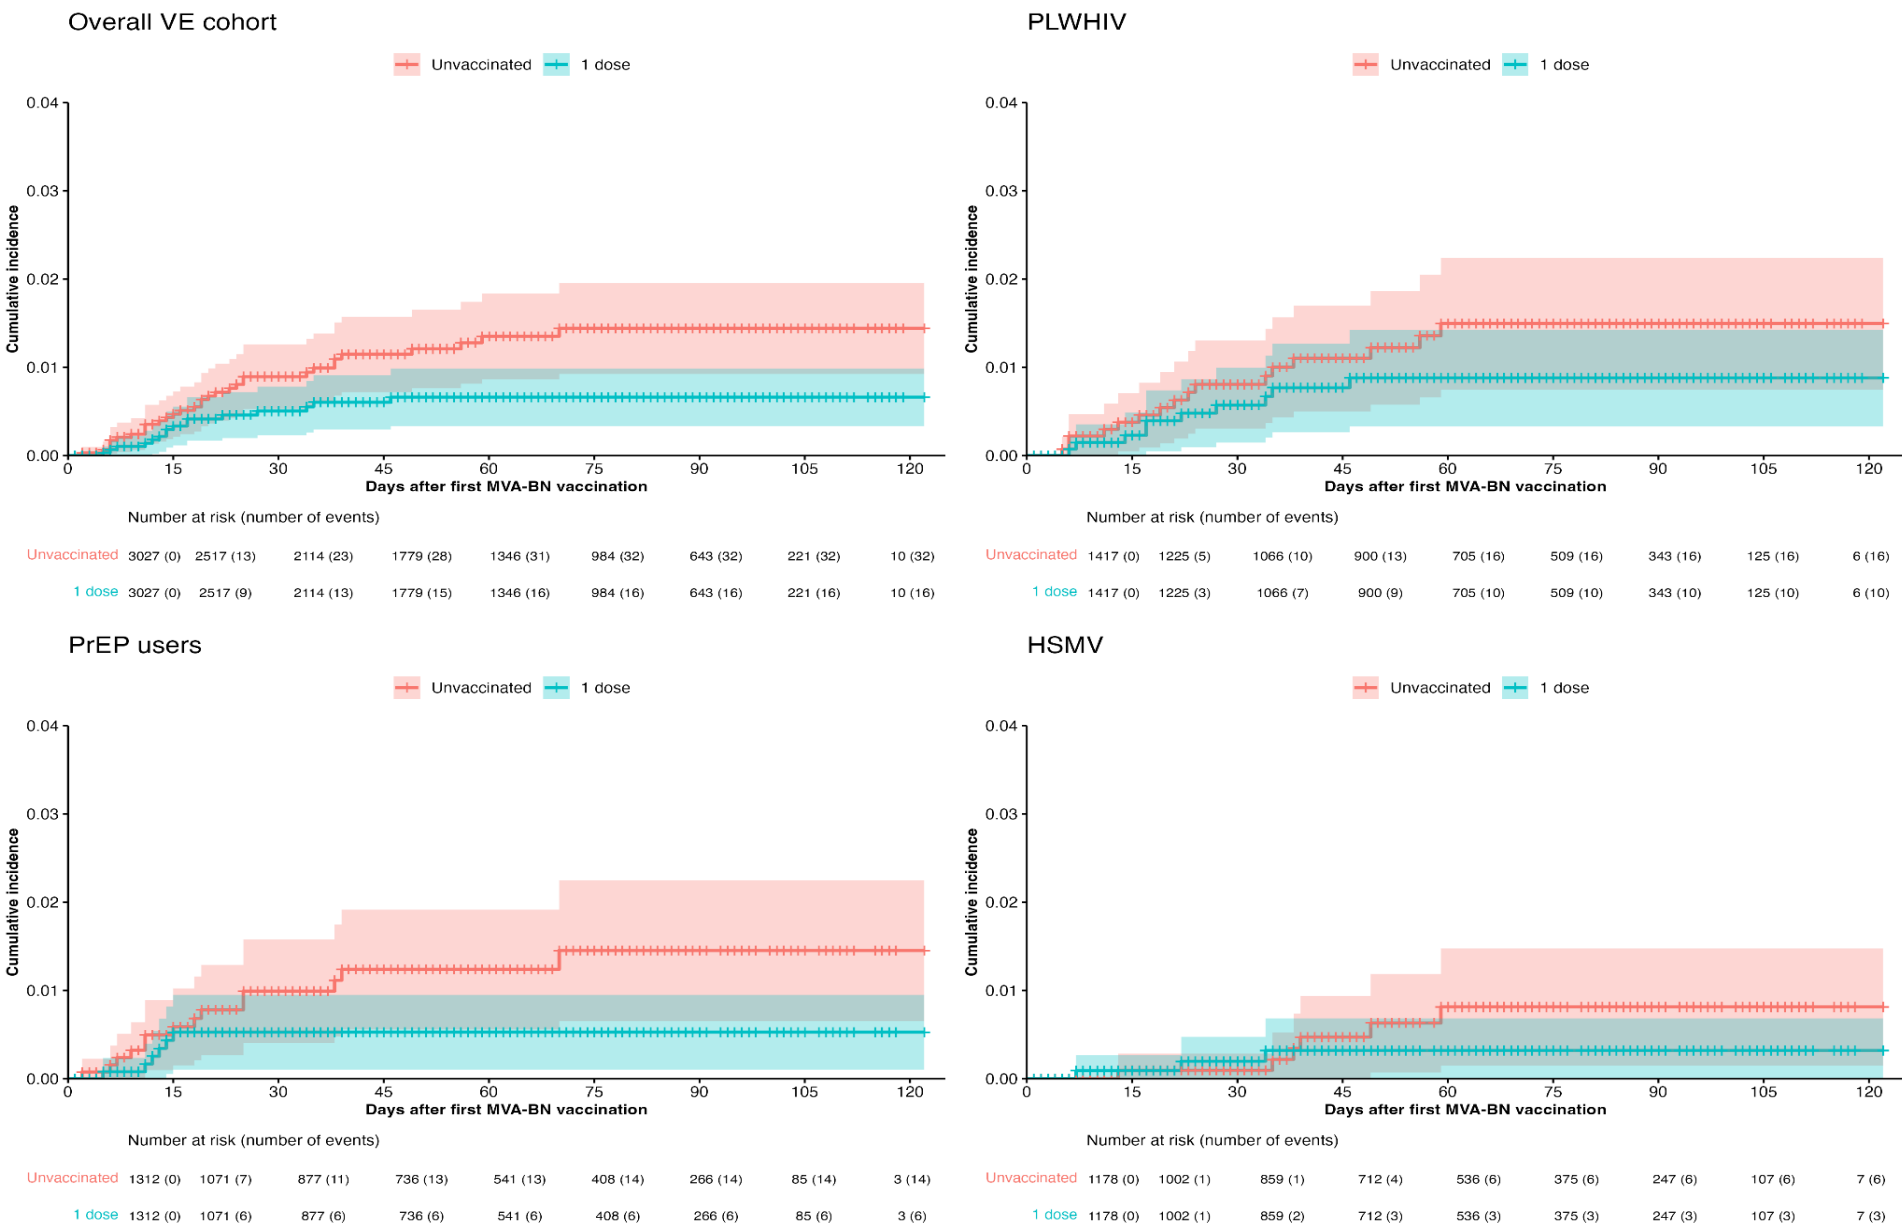 Overall VE cohort
Unvaccinated 1 dose
0.04
0.03
0.02
0.01
0.00
Cumulative incidence
0 15 30 45 60 75 90 105 120
Days after first MVA-BN vaccination
Number at risk (number of events)
Unvaccinated 3027 (0) 2517 (13) 2114 (23) 1779 (28) 1346 (31) 984 (32) 643 (32) 221 (32) 10 (32)
1 dose 3027 (0) 2517 (9) 2114 (13) 1779 (15) 1346 (16) 984 (16) 643 (16) 221 (16) 10 (16)
PLWHIV
Unvaccinated 1 dose
0.04
0.03
0.02
0.01
0.00
Cumulative incidence
0 15 30 45 60 75 90 105 120
Days after first MVA-BN vaccination
Number at risk (number of events)
Unvaccinated 1417 (0) 1225 (5) 1066 (10) 900 (13) 705 (16) 509 (16) 343 (16) 125 (16) 6 (16)
1 dose 1417 (0) 1225 (3) 1066 (7) 900 (9) 705 (10) 509 (10) 343 (10) 125 (10) 6 (10)
PrEP users
Unvaccinated 1 dose
0.04
0.03
0.02
0.01
0.00
Cumulative incidence
0 15 30 45 60 75 90 105 120
Days after first MVA-BN vaccination
Number at risk (number of events)
Unvaccinated 1312 (0) 1071 (7) 877 (11) 736 (13) 541 (13) 408 (14) 266 (14) 85 (14) 3 (14)
1 dose 1312 (0) 1071 (6) 877 (6) 736 (6) 541 (6) 408 (6) 266 (6) 85 (6) 3 (6)
HSMV
Unvaccinated 1 dose
0.04
0.03
0.02
0.01
0.00
Cumulative incidence
0 15 30 45 60 75 90 105 120
Days after first MVA-BN vaccination
Number at risk (number of events)
Unvaccinated 1178 (0) 1002 (1) 859 (1) 712 (4) 536 (6) 375 (6) 247 (6) 107 (6) 7 (6)
1 dose 1178 (0) 1002 (1) 859 (2) 712 (3) 536 (3) 375 (3) 247 (3) 107 (3) 7 (3)